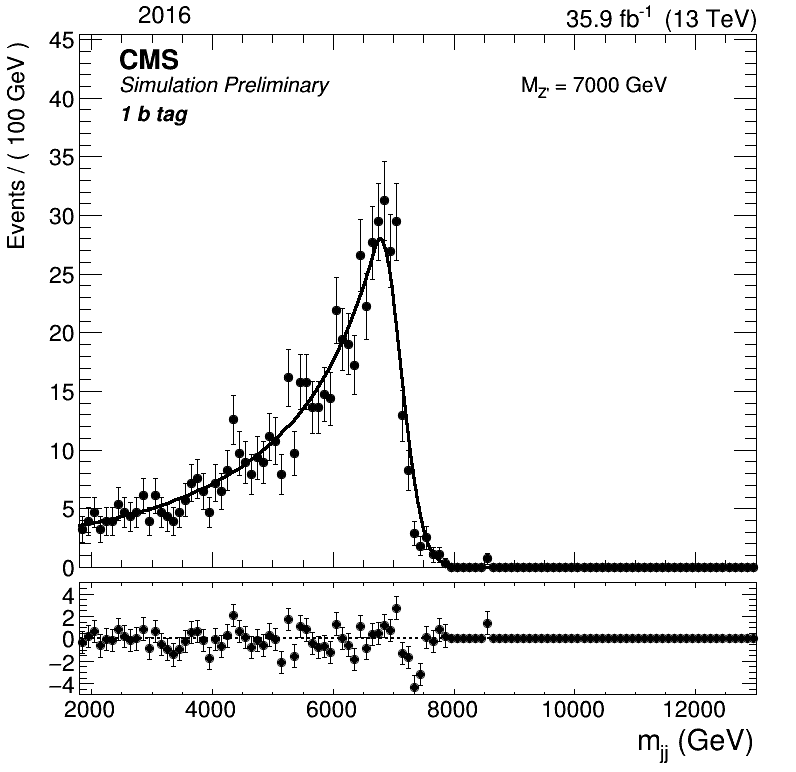 2016 35.9 fb⁻¹ (13 TeV)
CMS
Simulation Preliminary
1 b tag
M_Z' = 7000 GeV
Events / ( 100 GeV )
45
40
35
30
25
20
15
10
5
0
4
2
0
−2
−4
2000 4000 6000 8000 10000 12000
m_jj (GeV)